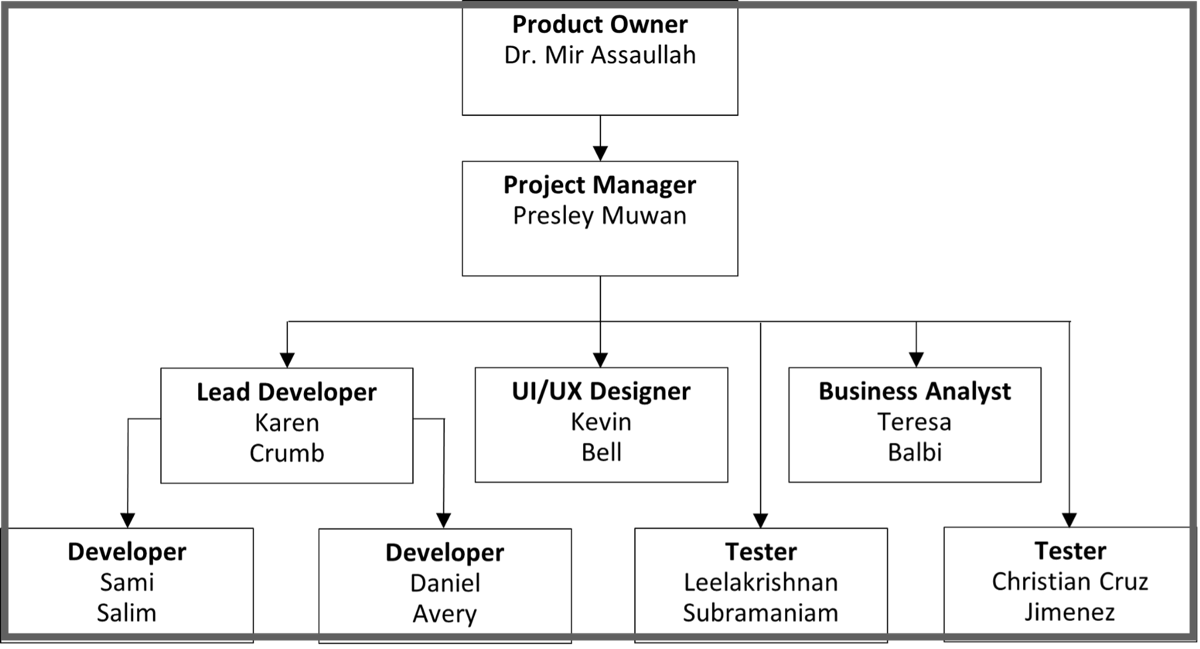 Product Owner
Dr. Mir Assaullah
Project Manager
Presley Muwan
Lead Developer
Karen
Crumb
UI/UX Designer
Kevin
Bell
Business Analyst
Teresa
Balbi
Developer
Sami
Salim
Developer
Daniel
Avery
Tester
Leelakrishnan
Subramaniam
Tester
Christian Cruz
Jimenez